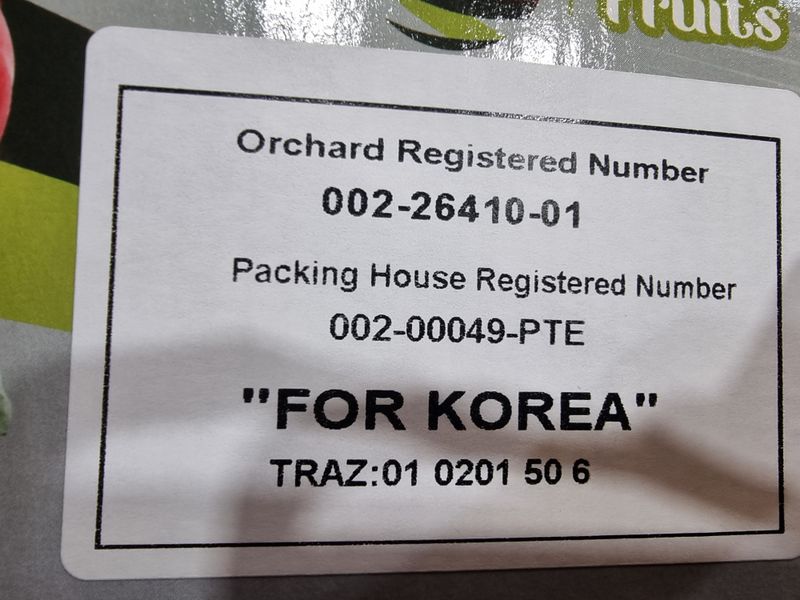 Fruits
Orchard Registered Number
002-26410-01
Packing House Registered Number
002-00049-PTE
"FOR KOREA"
TRAZ:01 0201 50 6